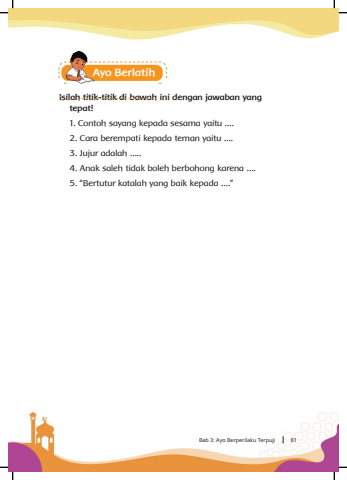 Ayo Berlatih
Isilah titik-titik di bawah ini dengan jawaban yang
tepat!
1. Contoh sayang kepada sesama yaitu ....
2. Cara berempati kepada teman yaitu ....
3. Jujur adalah .....
4. Anak saleh tidak boleh berbohong karena ....
5. “Bertutur katalah yang baik kepada ....”
Bab 3: Ayo Berperilaku Terpuji | 81